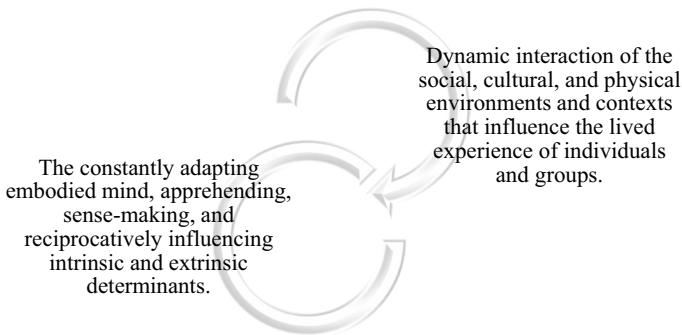 Dynamic interaction of the
social, cultural, and physical
environments and contexts
that influence the lived
experience of individuals
and groups.
The constantly adapting
embodied mind, apprehending,
sense-making, and
reciprocatively influencing
intrinsic and extrinsic
determinants.